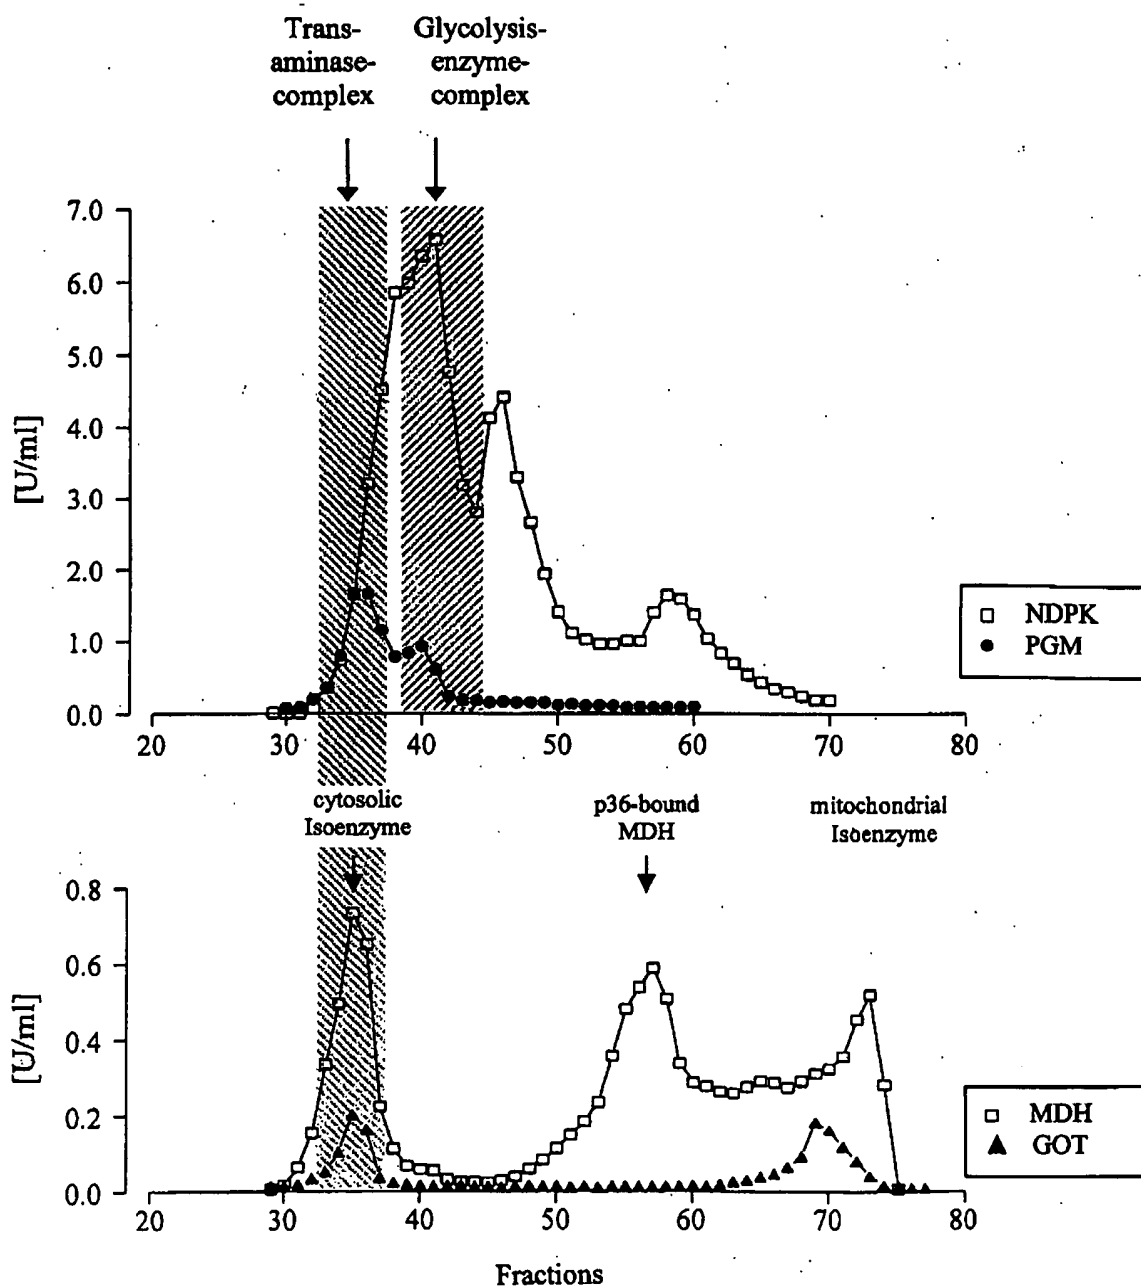 Trans-
aminase-
complex
Glycolysis-
enzyme-
complex
7.0
6.0
5.0
4.0
3.0
2.0
1.0
0.0
[U/ml]
20
30
40
50
60
70
80
NDPK
PGM
cytosolic
Isoenzyme
p36-bound
MDH
mitochondrial
Isoenzyme
0.8
0.6
0.4
0.2
0.0
[U/ml]
20
30
40
50
60
70
80
MDH
GOT
Fractions